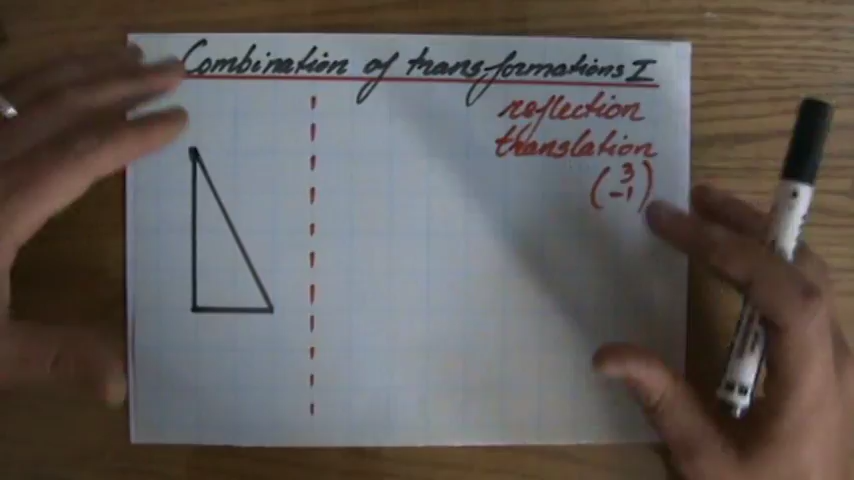 Combination of transformations I
reflection
translation
(3
-1)